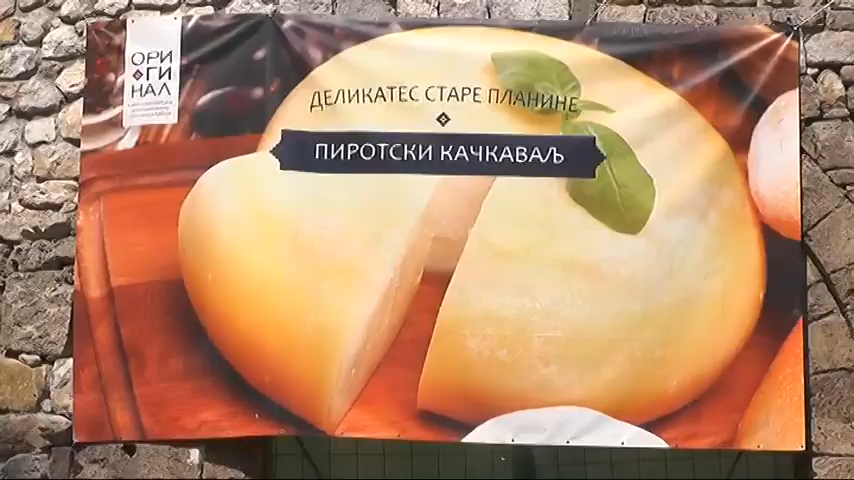 ОРИ
ГИ
НАЛ
ДЕЛИКАТЕС СТАРЕ ПЛАНИНЕ
ПИРОТСКИ КАЧКАВАЉ